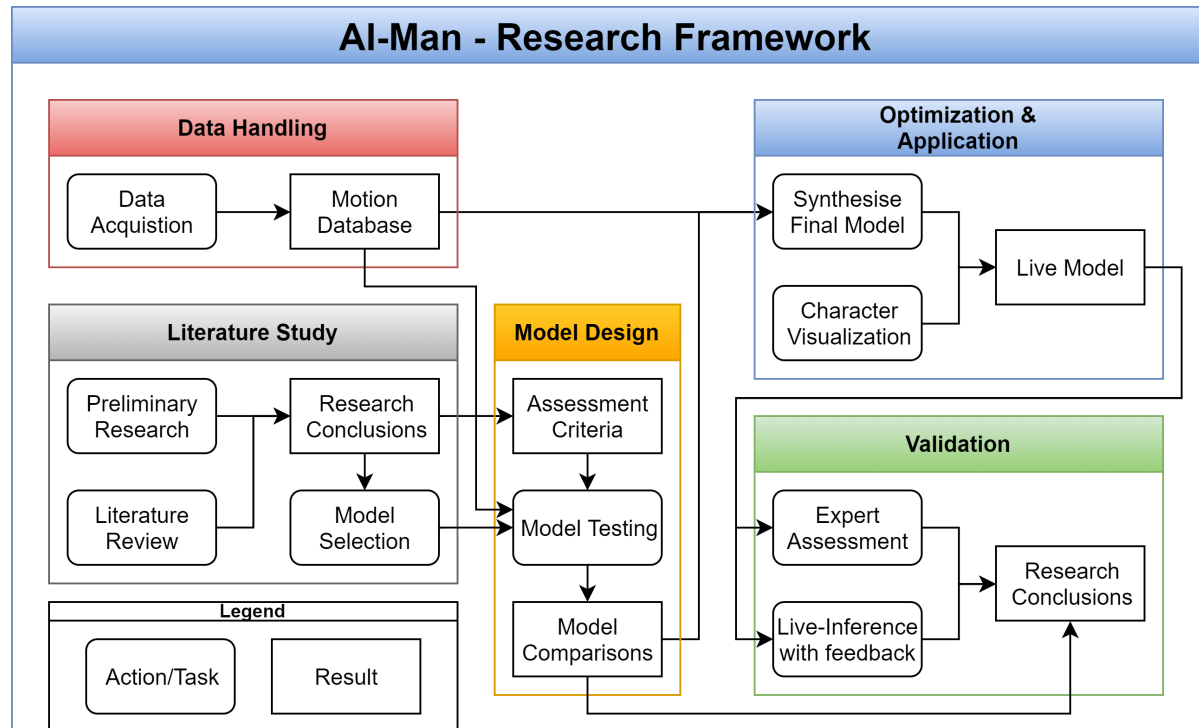 AI-Man - Research Framework
Data Handling
Data
Acquistion
Motion
Database
Optimization &
Application
Synthesise
Final Model
Character
Visualization
Live Model
Literature Study
Preliminary
Research
Research
Conclusions
Literature
Review
Model
Selection
Model Design
Assessment
Criteria
Model Testing
Model
Comparisons
Validation
Expert
Assessment
Live-Inference
with feedback
Research
Conclusions
Legend
Action/Task
Result